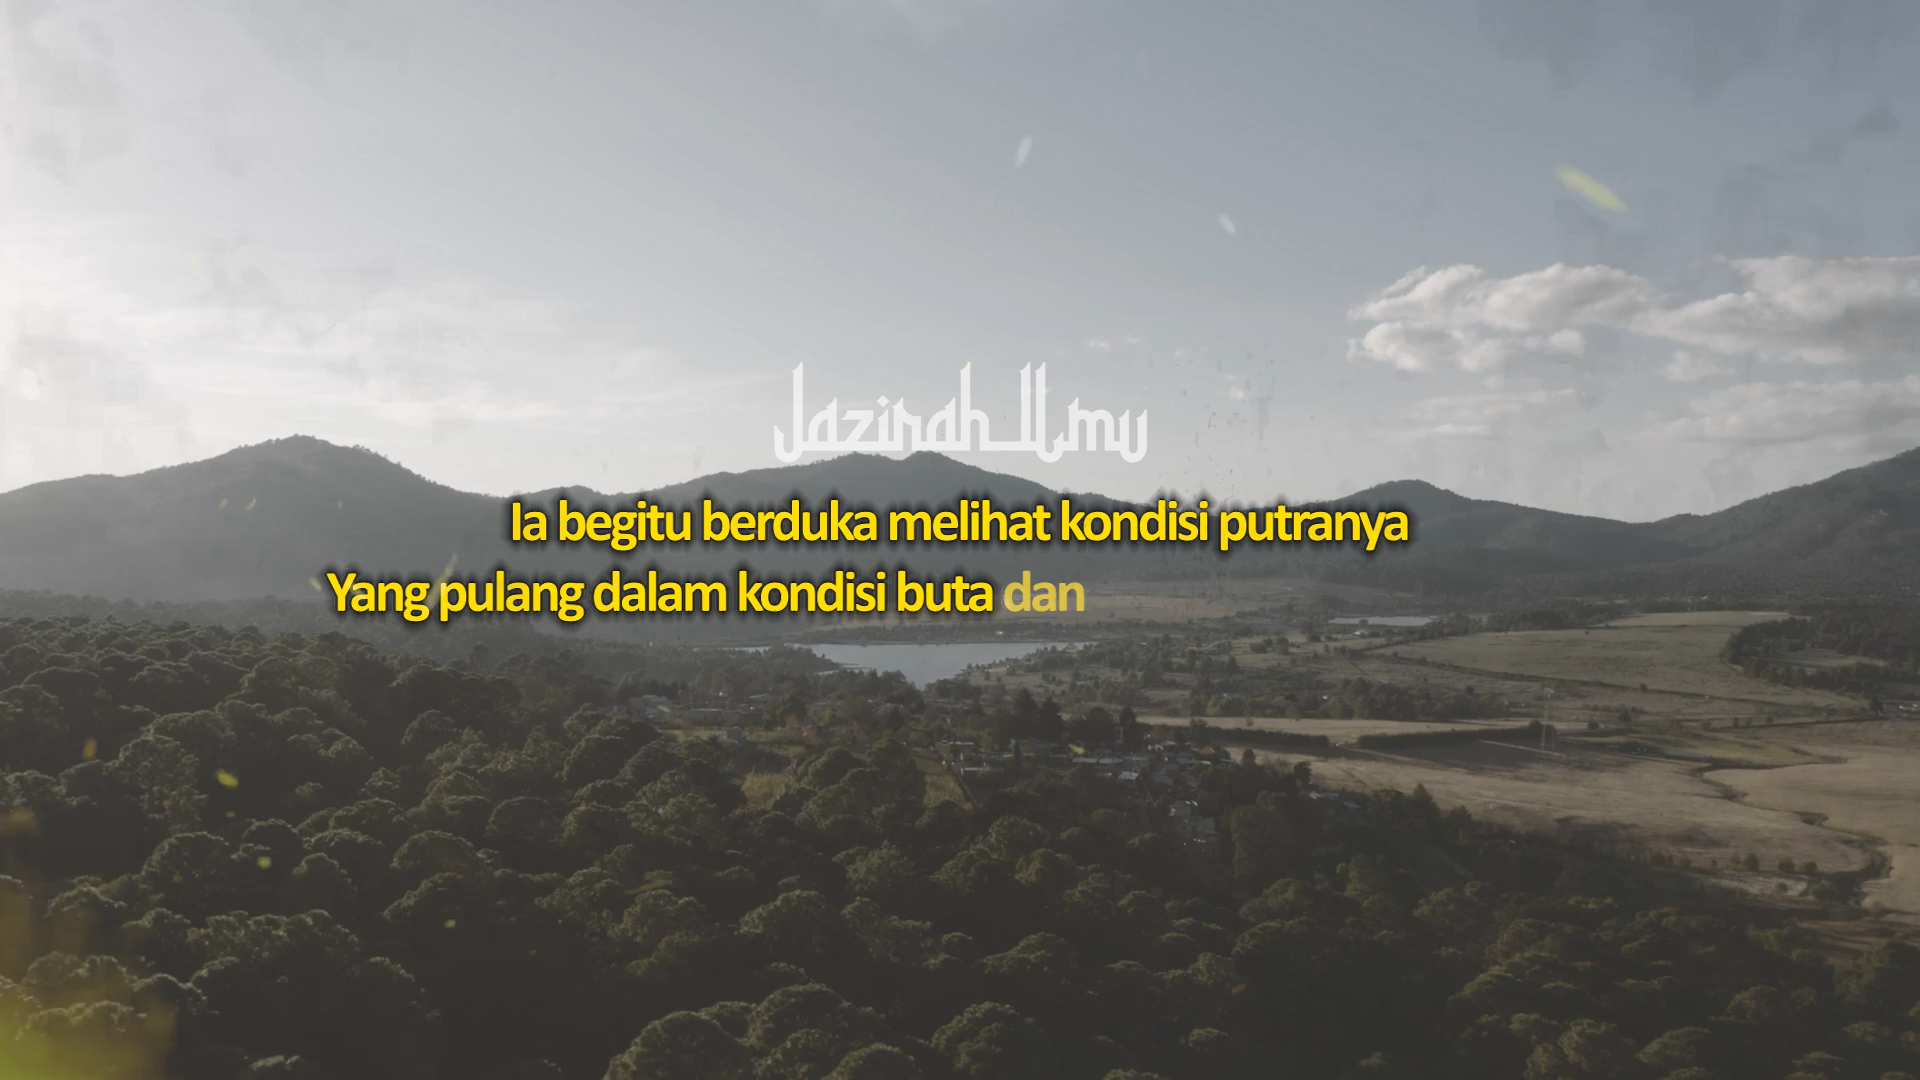 Jazirah Ilmu
Ia begitu berduka melihat kondisi putranya
Yang pulang dalam kondisi buta dan